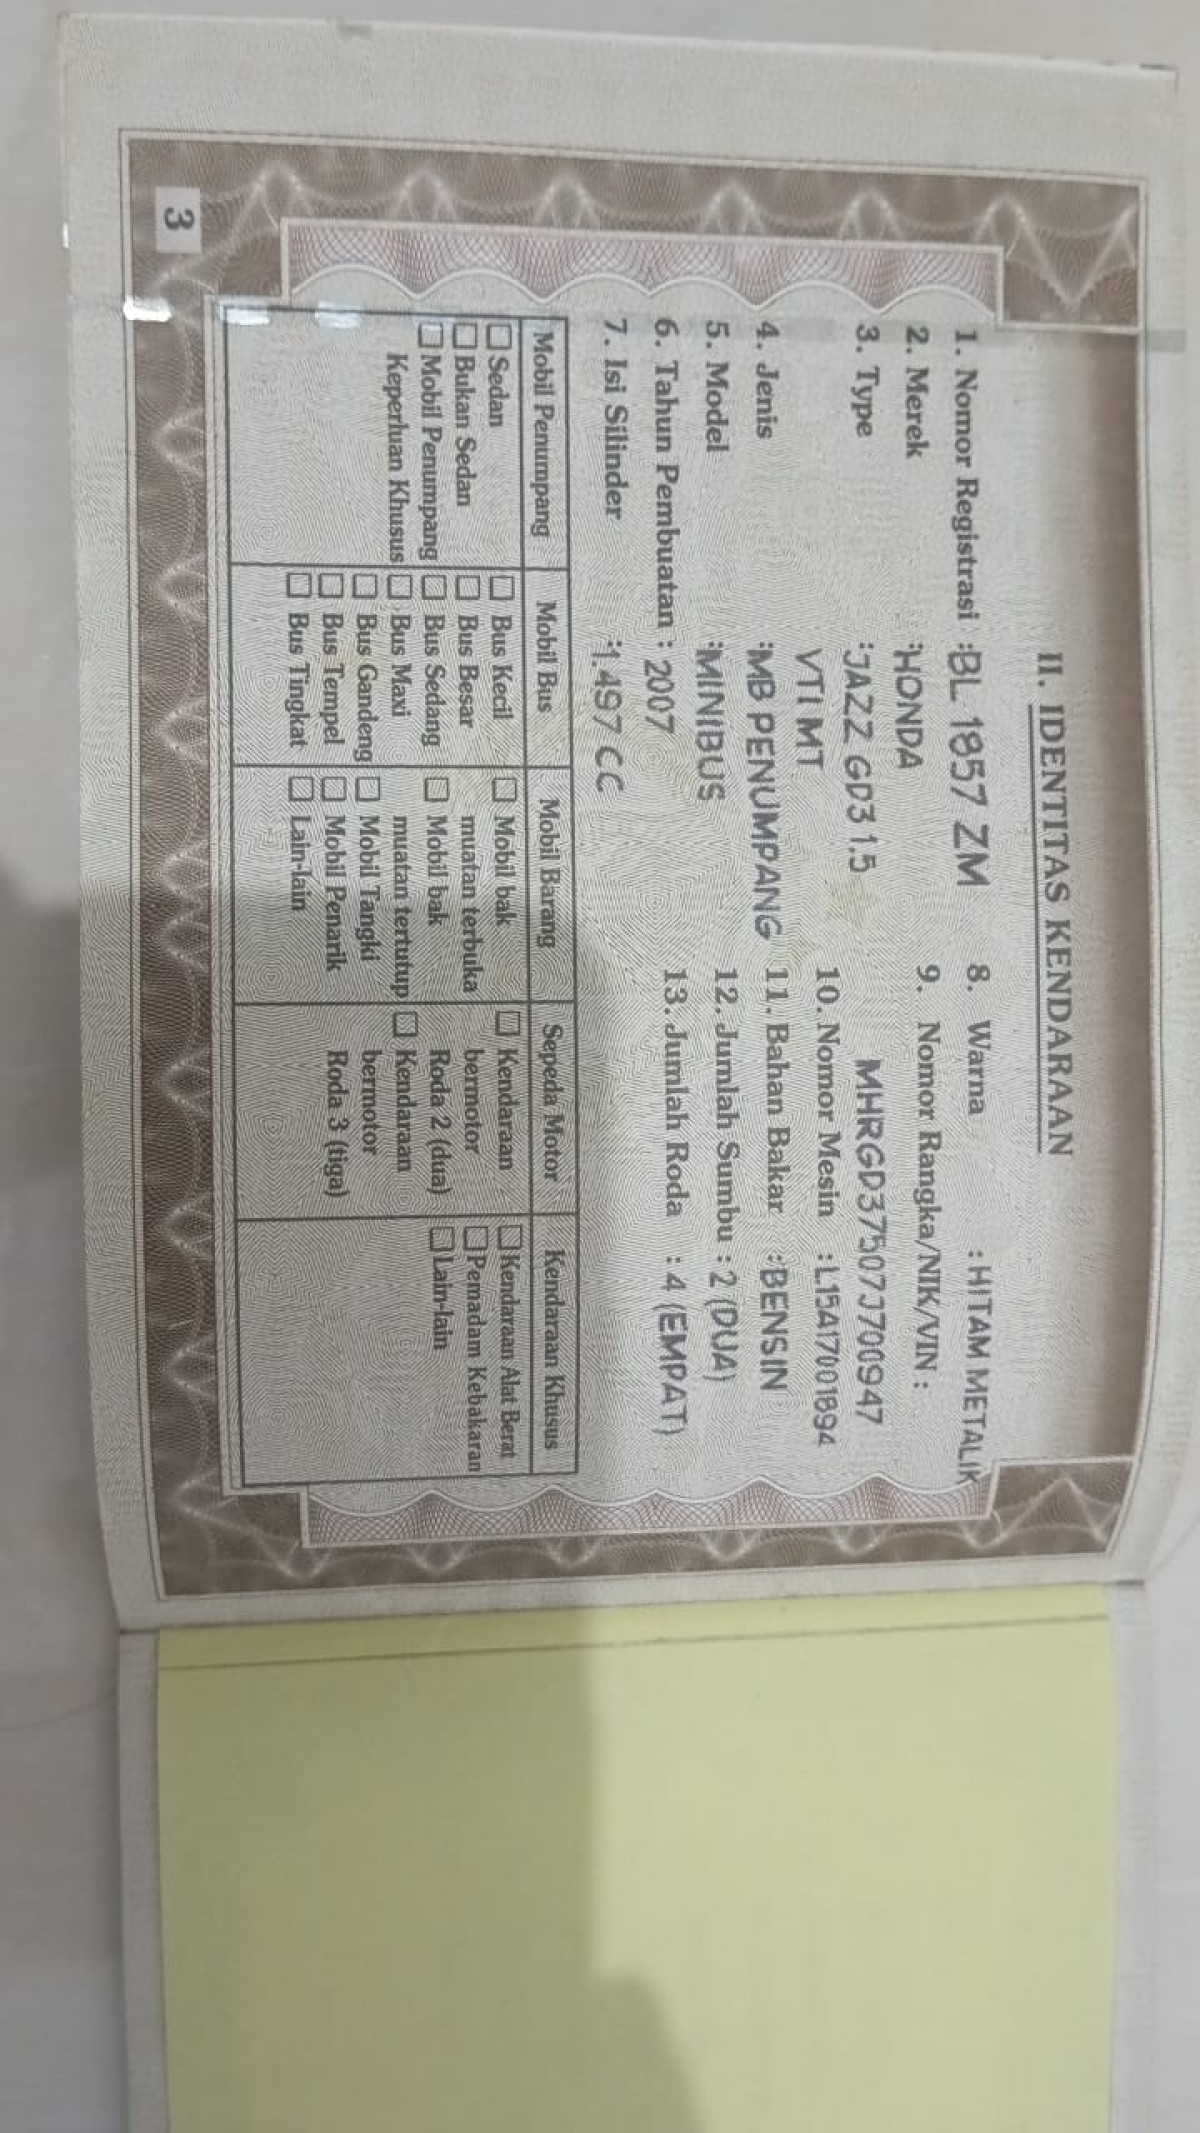 II. IDENTITAS KENDARAAN
1. Nomor Registrasi : BL 1857 ZM
2. Merek : HONDA
3. Type : JAZZ GD3 1.5
VTI MT
4. Jenis : MB PENUMPANG
5. Model : MINIBUS
6. Tahun Pembuatan : 2007
7. Isi Silinder : 1.497 CC
8. Warna : HITAM METALIK
9. Nomor Rangka/NIK/VIN :
MHRGD37507J700947
10. Nomor Mesin : L15A17001894
11. Bahan Bakar : BENSIN
12. Jumlah Sumbu : 2 (DUA)
13. Jumlah Roda : 4 (EMPAT)
Mobil Penumpang
Sedan
Bukan Sedan
Mobil Penumpang
Keperluan Khusus
Mobil Bus
Bus Kecil
Bus Besar
Bus Sedang
Bus Maxi
Bus Gandeng
Bus Tempel
Bus Tingkat
Mobil Barang
Mobil bak
muatan terbuka
Mobil bak
muatan tertutup
Mobil Tangki
Mobil Penarik
Lain-lain
Sepeda Motor
Kendaraan
bermotor
Roda 2 (dua)
Kendaraan
bermotor
Roda 3 (tiga)
Kendaraan Khusus
Kendaraan Alat Berat
Pemadam Kebakaran
Lain-lain
3